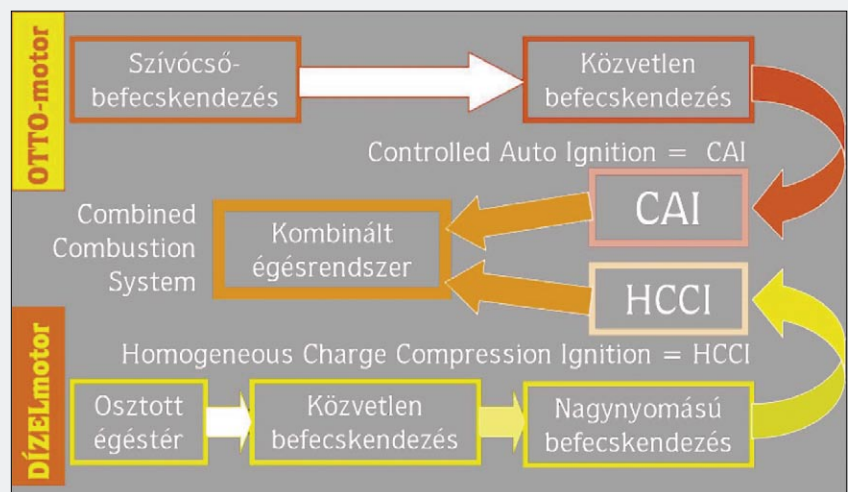 OTTO-motor
Szívócső-
befecskendezés
Közvetlen
befecskendezés
Controlled Auto Ignition = CAI
CAI
Combined
Combustion
System
Kombinált
égésrendszer
HCCI
Homogeneous Charge Compression Ignition = HCCI
DÍZELmotor
Osztott
égéstér
Közvetlen
befecskendezés
Nagynyomású
befecskendezés